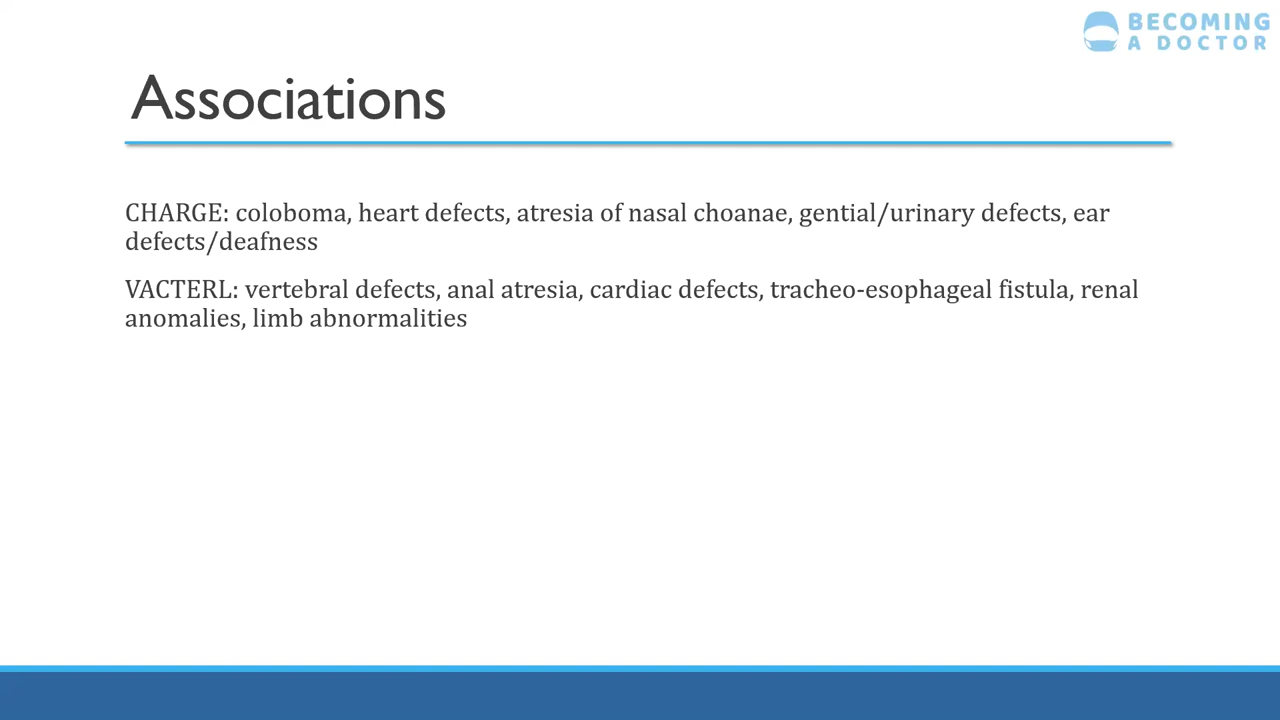 BECOMING
A DOCTOR
Associations
CHARGE: coloboma, heart defects, atresia of nasal choanae, gential/urinary defects, ear
defects/deafness
VACTERL: vertebral defects, anal atresia, cardiac defects, tracheo-esophageal fistula, renal
anomalies, limb abnormalities